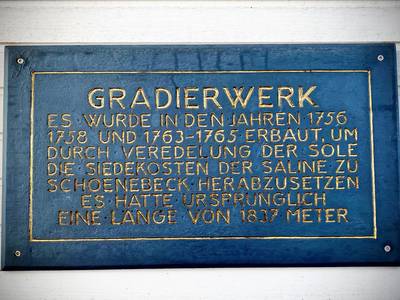 GRADIERWERK
ES WURDE IN DEN JAHREN 1756
1758 UND 1763-1765 ERBAUT, UM
DURCH VEREDELUNG DER SOLE
DIE SIEDEKOSTEN DER SALINE ZU
SCHOENEBECK HERABZUSETZEN
ES HATTE URSPRÜNGLICH
EINE LÄNGE VON 1837 METER